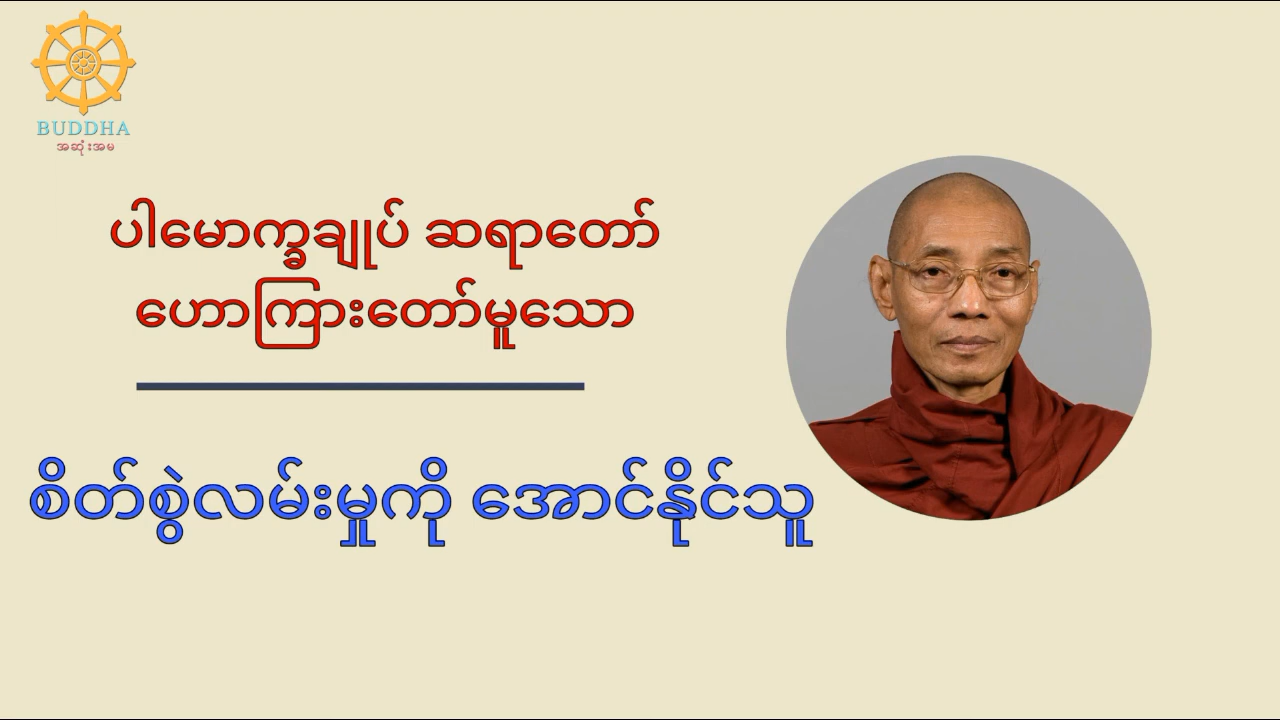 BUDDHA
အဆုံးအမ
ပါမောက္ခချုပ် ဆရာတော်
ဟောကြားတော်မူသော
စိတ်စွဲလမ်းမှုကို အောင်နိုင်သူ